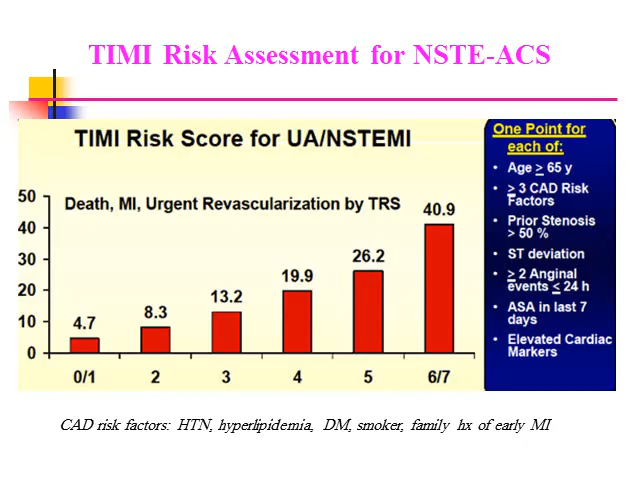 TIMI Risk Assessment for NSTE-ACS
TIMI Risk Score for UA/NSTEMI
Death, MI, Urgent Revascularization by TRS
50
40
30
20
10
0
4.7
8.3
13.2
19.9
26.2
40.9
0/1
2
3
4
5
6/7
One Point for
each of:
• Age ≥ 65 y
• ≥ 3 CAD Risk
Factors
• Prior Stenosis
> 50 %
• ST deviation
• ≥ 2 Anginal
events ≤ 24 h
• ASA in last 7
days
• Elevated Cardiac
Markers
CAD risk factors: HTN, hyperlipidemia, DM, smoker, family hx of early MI